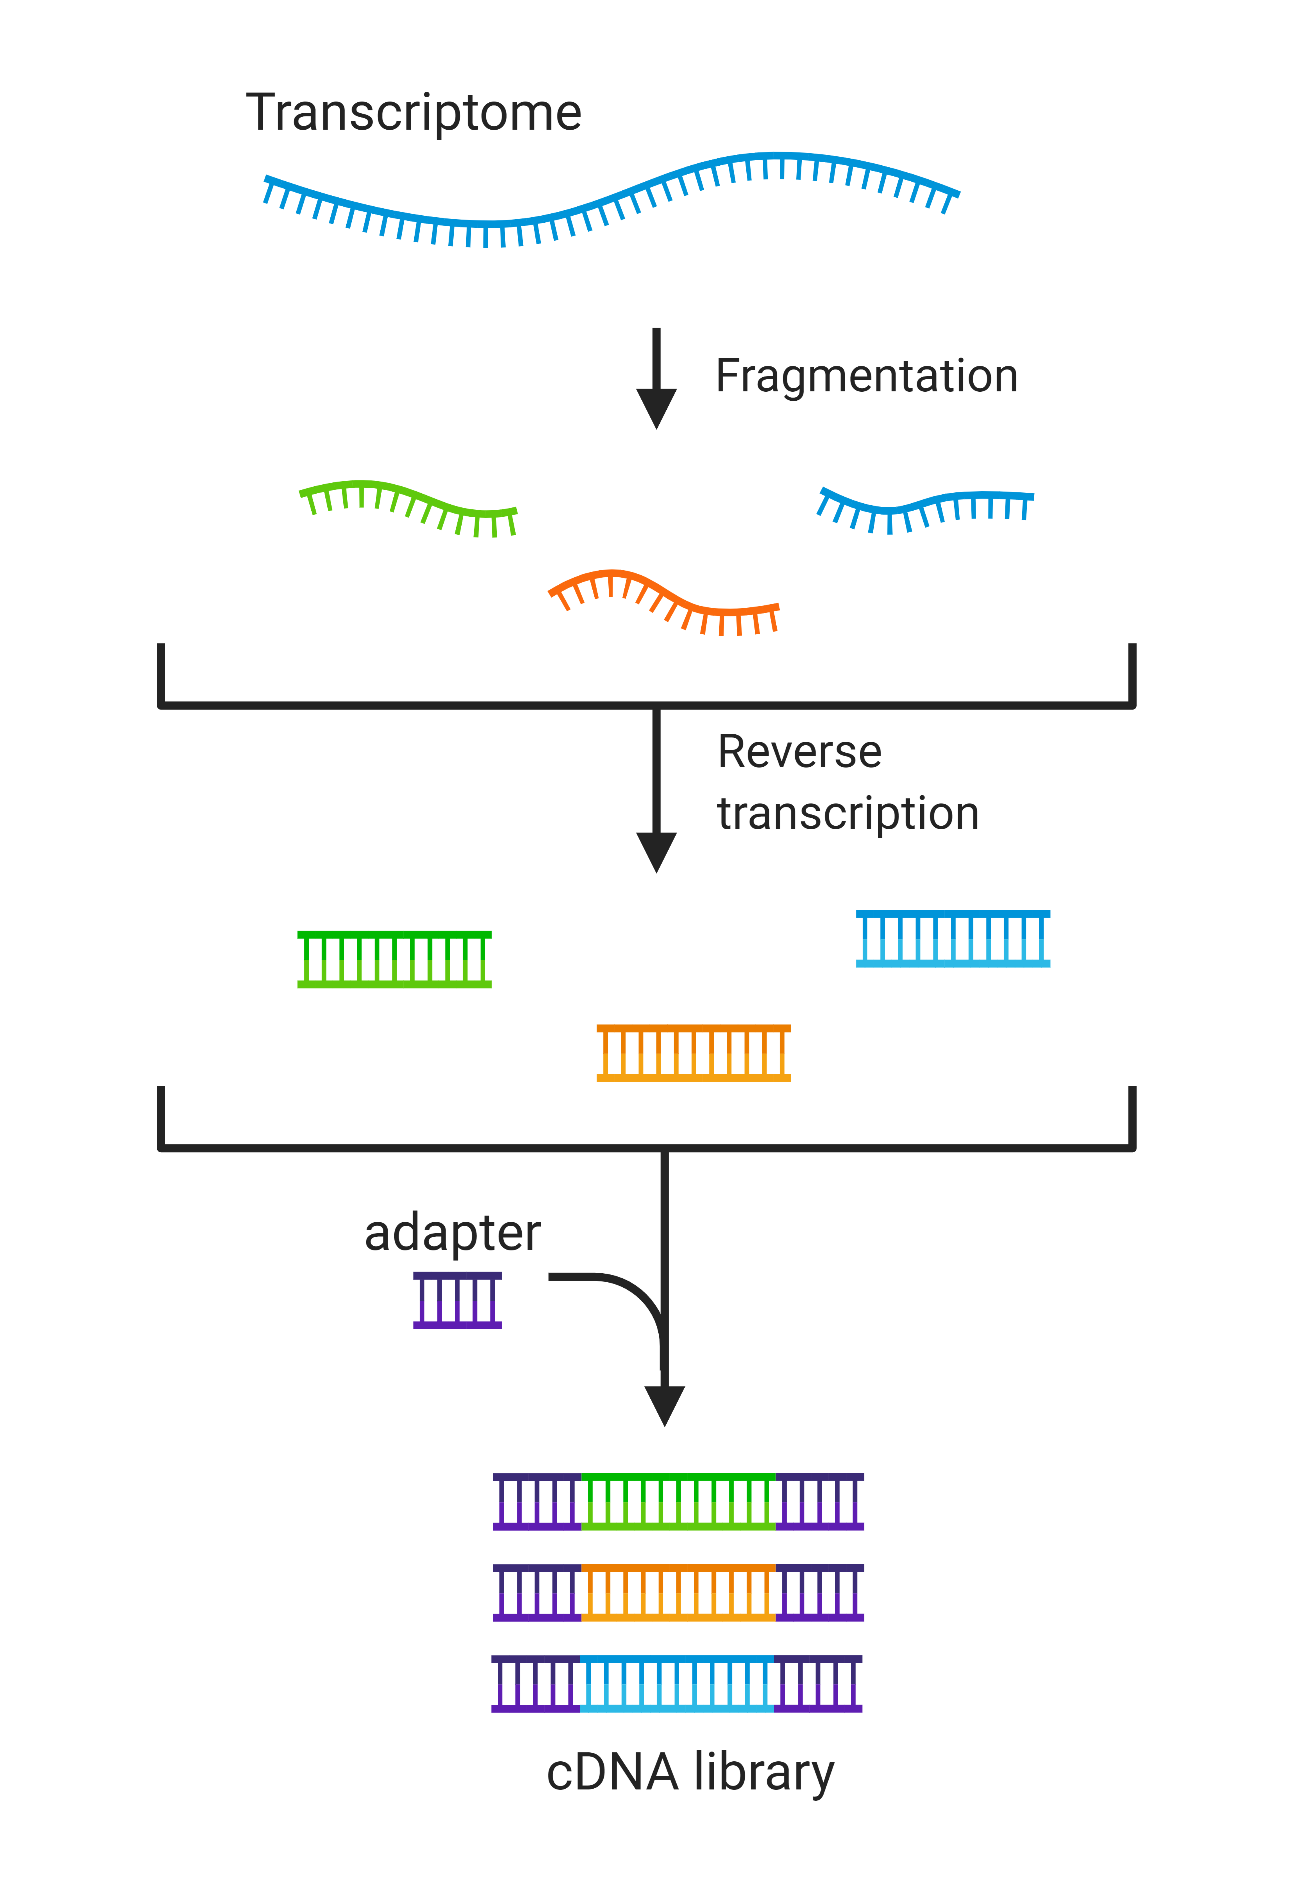 Transcriptome
Fragmentation
Reverse
transcription
adapter
cDNA library